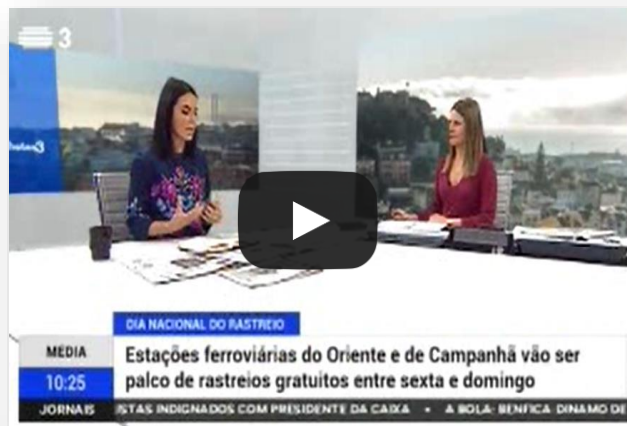 3
DIA NACIONAL DO RASTREIO
MÉDIA
Estações ferroviárias do Oriente e de Campanhã vão ser
10:25
palco de rastreios gratuitos entre sexta e domingo
JORNAIS
ISTAS INDIGNADOS COM PRESIDENTE DA CAIXA • A BOLA: BENFICA DINAMO DE